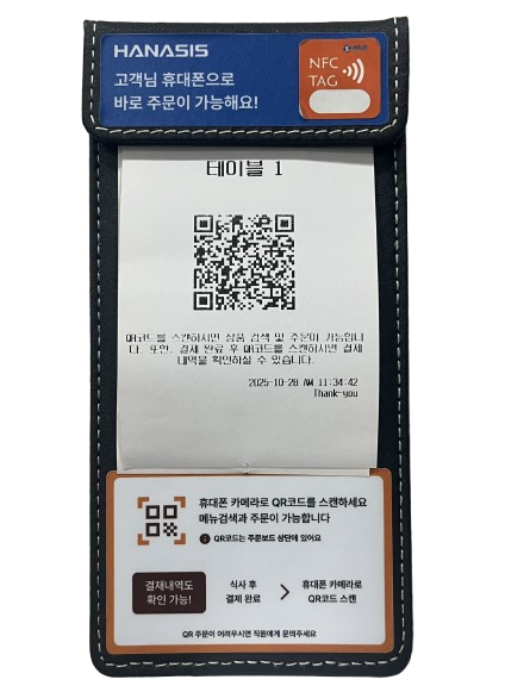 HANASIS
고객님 휴대폰으로
바로 주문이 가능해요!
NFC
TAG
테이블 1
QR코드를 스캔하시면 상품 검색 및 주문이 가능합니
다. 또한, 결제 완료 후 QR코드를 스캔하시면 결제
내역을 확인하실 수 있습니다.
2025-10-28 AM 11:34:42
Thank-you
휴대폰 카메라로 QR코드를 스캔하세요
메뉴검색과 주문이 가능합니다
QR코드는 주문보드 상단에 있어요
결재내역도
확인 가능!
식사 후
결제 완료
휴대폰 카메라로
QR코드 스캔
QR 주문이 어려우시면 직원에게 문의주세요